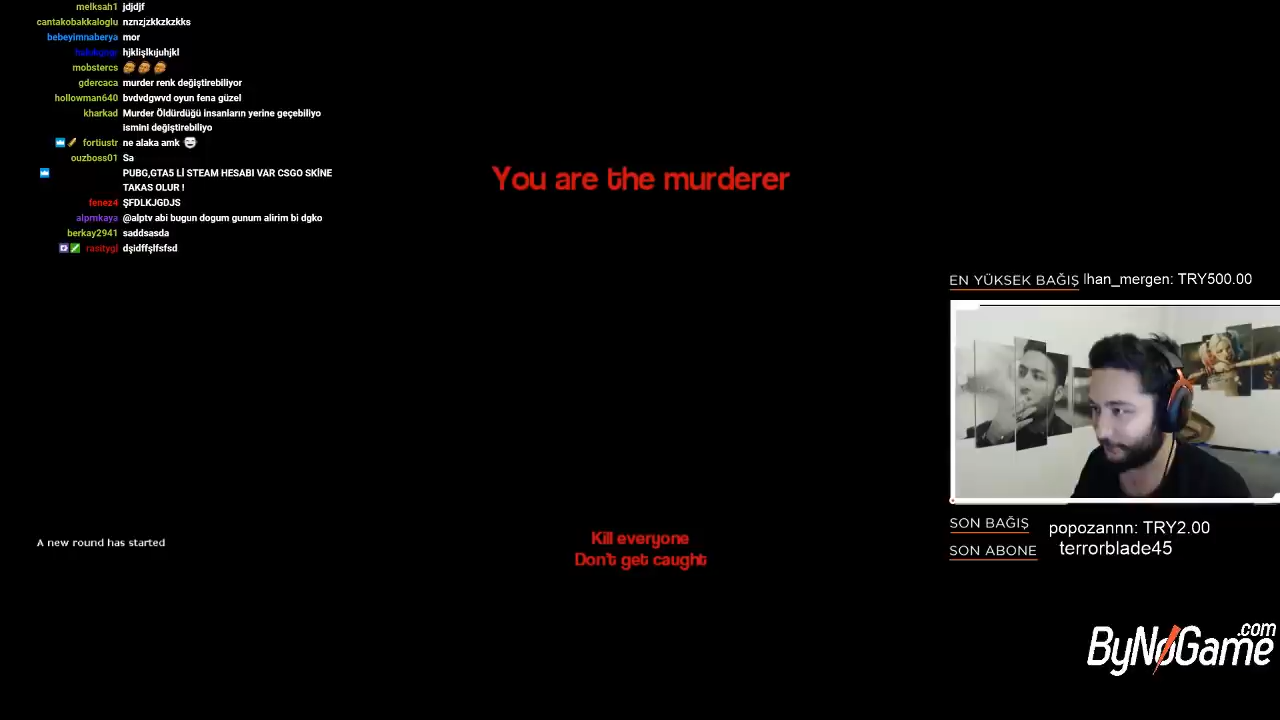 melksah1 jdjdjf
cantakobakkaloglu nznzjzkkzkzkks
bebeyimnaberya mor
hjklişlkıjuhjkl
mobstercs
gdercaca murder renk değiştirebiliyor
hollowman640 bvdvdgwvd oyun fena güzel
kharkad Murder Öldürdüğü insanların yerine geçebiliyo
ismini değiştirebiliyo
fortiustr ne alaka amk
ouzboss01 Sa
PUBG,GTA5 Lİ STEAM HESABI VAR CSGO SKİNE
TAKAS OLUR !
fenez4 ŞFDLKJGDJS
alpmkaya @alptv abi bugun dogum gunum alirim bi dgko
berkay2941 saddsasda
rasitygl dşidffşlfsfsd
You are the murderer
EN YÜKSEK BAĞIŞ lhan_mergen: TRY500.00
SON BAĞIŞ popozannn: TRY2.00
SON ABONE terrorblade45
A new round has started
Kill everyone
Don't get caught
ByNoGame.com